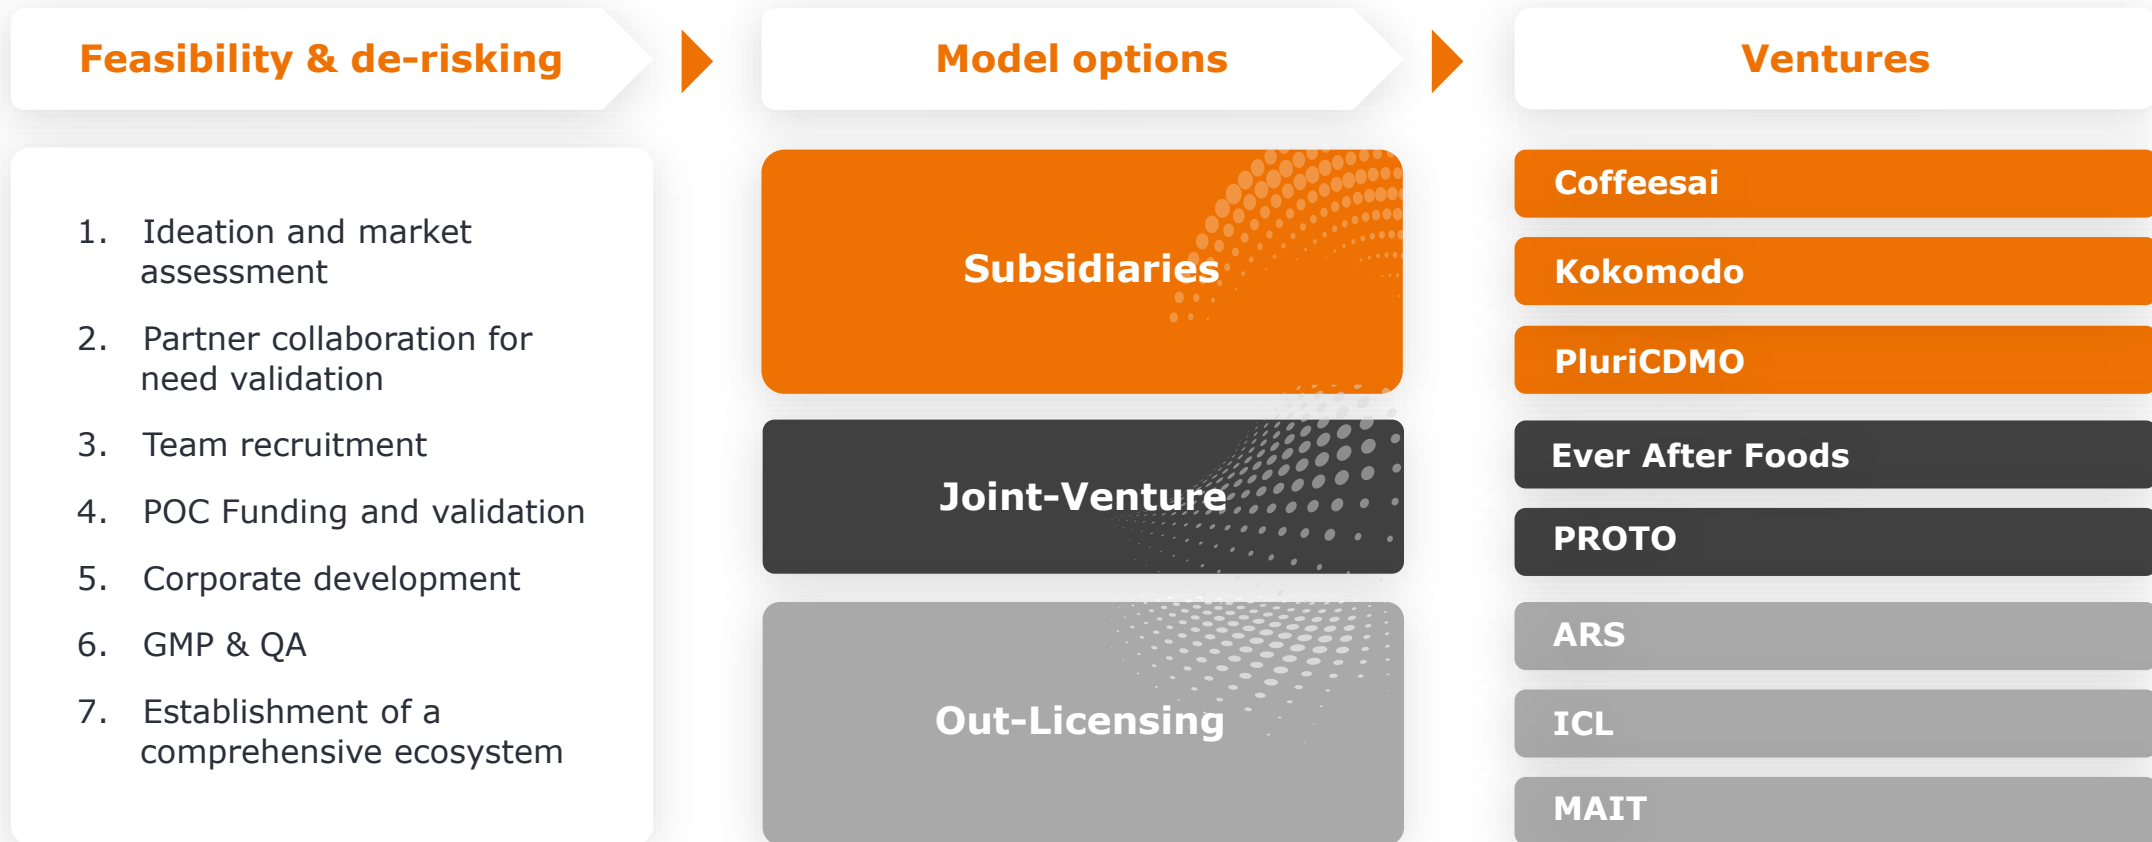 Feasibility & de-risking
Model options
Ventures
1. Ideation and market
assessment
2. Partner collaboration for
need validation
3. Team recruitment
4. POC Funding and validation
5. Corporate development
6. GMP & QA
7. Establishment of a
comprehensive ecosystem
Subsidiaries
Joint-Venture
Out-Licensing
Coffeesai
Kokomodo
PluriCDMO
Ever After Foods
PROTO
ARS
ICL
MAIT